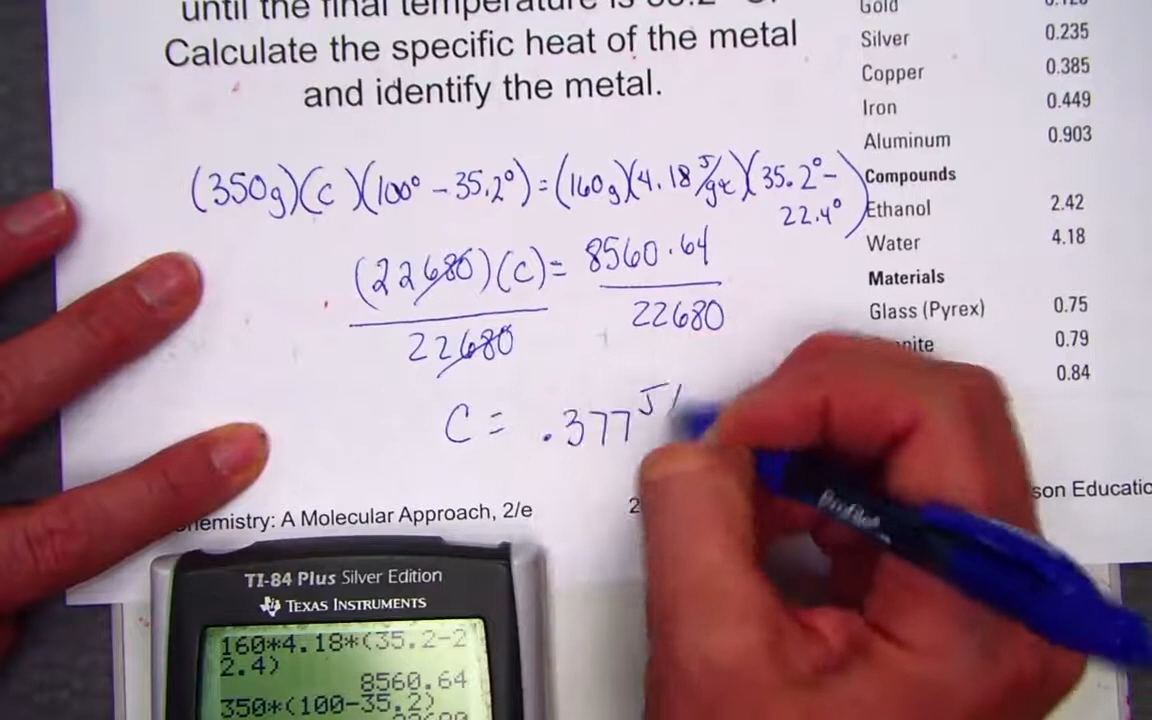 until the final temperature is
Calculate the specific heat of the metal
and identify the metal.
Gold
Silver 0.235
Copper 0.385
Iron 0.449
Aluminum 0.903
Compounds
Ethanol 2.42
Water 4.18
Materials
Glass (Pyrex) 0.75
0.79
0.84
(350g)(C)(100° - 35.2°) = (160g)(4.18 J/g°C)(35.2° -
22.4°)
(22680)(C) = 8560.64
22680 22680
C = .377 J/
hemistry: A Molecular Approach, 2/e
2
son Educatio
TI-84 Plus Silver Edition
TEXAS INSTRUMENTS
160*4.18*(35.2-2
2.4)
8560.64
350*(100-35.2)